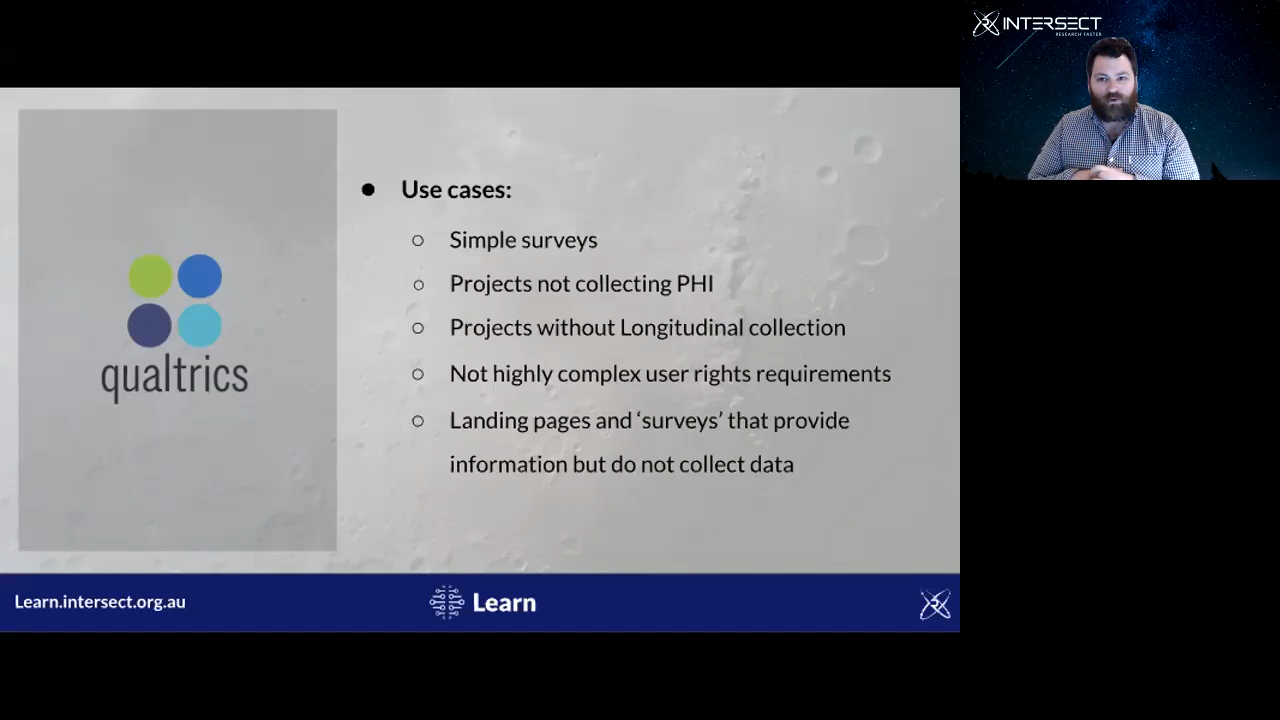 INTERSECT
RESEARCH FASTER
● Use cases:
○ Simple surveys
○ Projects not collecting PHI
○ Projects without Longitudinal collection
○ Not highly complex user rights requirements
○ Landing pages and ‘surveys’ that provide
information but do not collect data
qualtrics
Learn.intersect.org.au
Learn